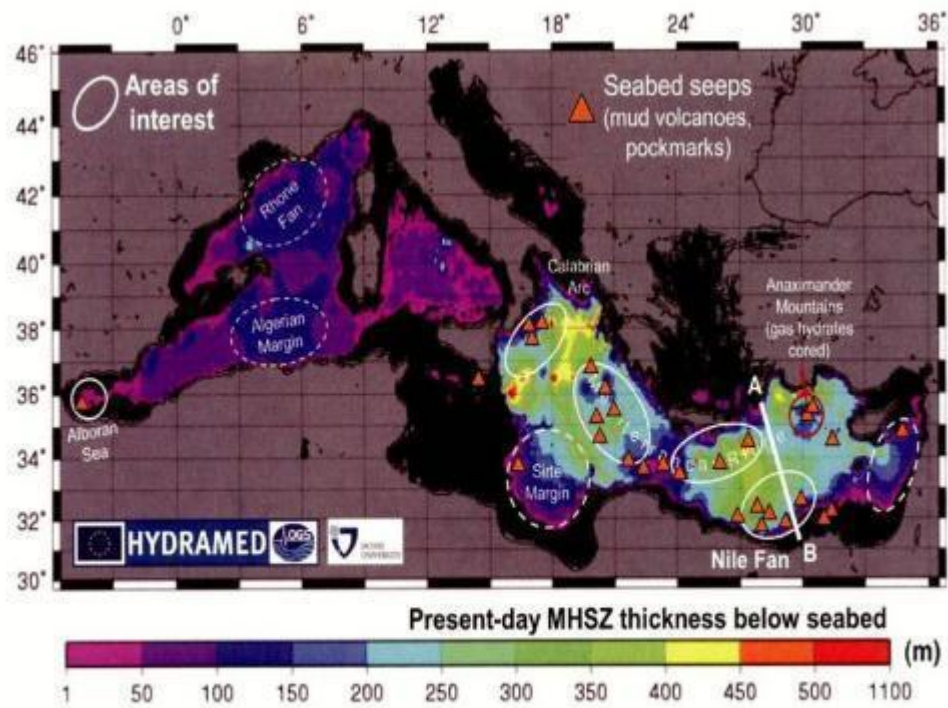 0° 6° 12° 18° 24° 30° 36°
46°
44°
42°
40°
38°
36°
34°
32°
30°
Areas of
interest
Seabed seeps
(mud volcanoes,
pockmarks)
Rhone
Fan
Calabrian
Arc
Anaximander
Mountains
(gas hydrates
cored)
Algerian
Margin
A
Alboran
Sea
Sirte
Margin
HYDRAMED
OGS
Nile Fan
B
Present-day MHSZ thickness below seabed
(m)
1 50 100 150 200 250 300 350 400 450 500 1100